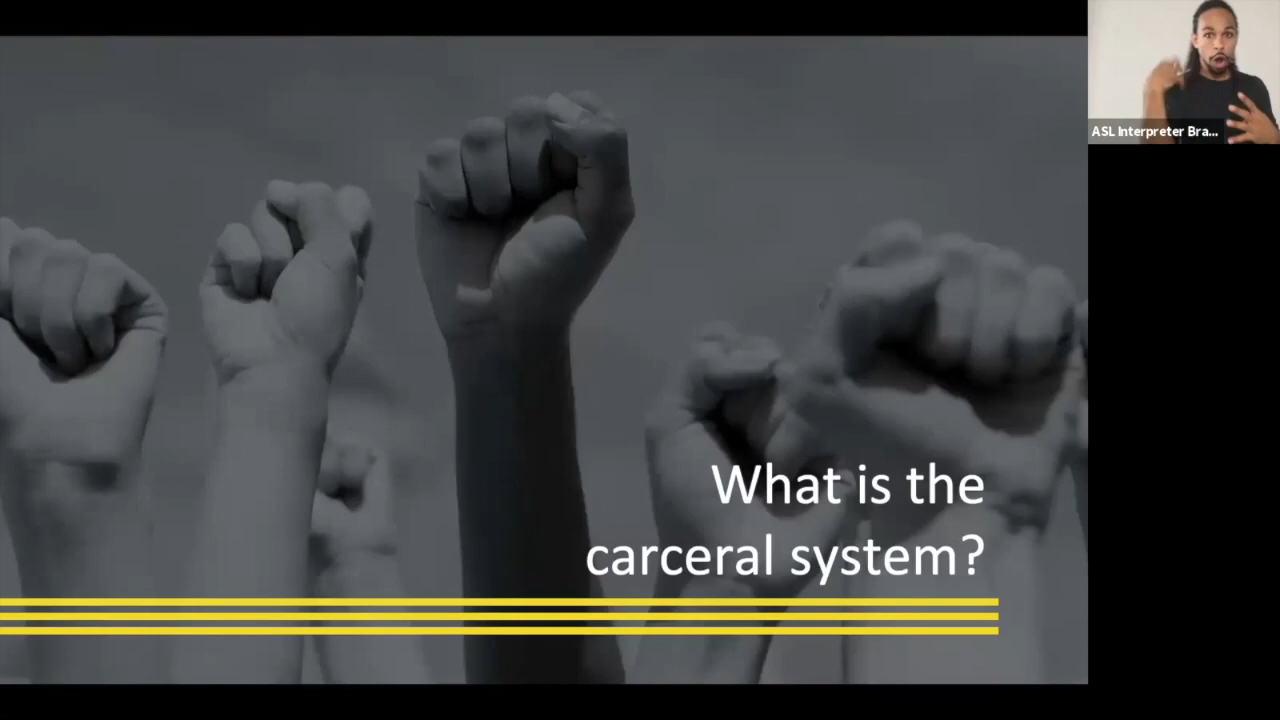 What is the
carceral system?
ASL Interpreter Bra...